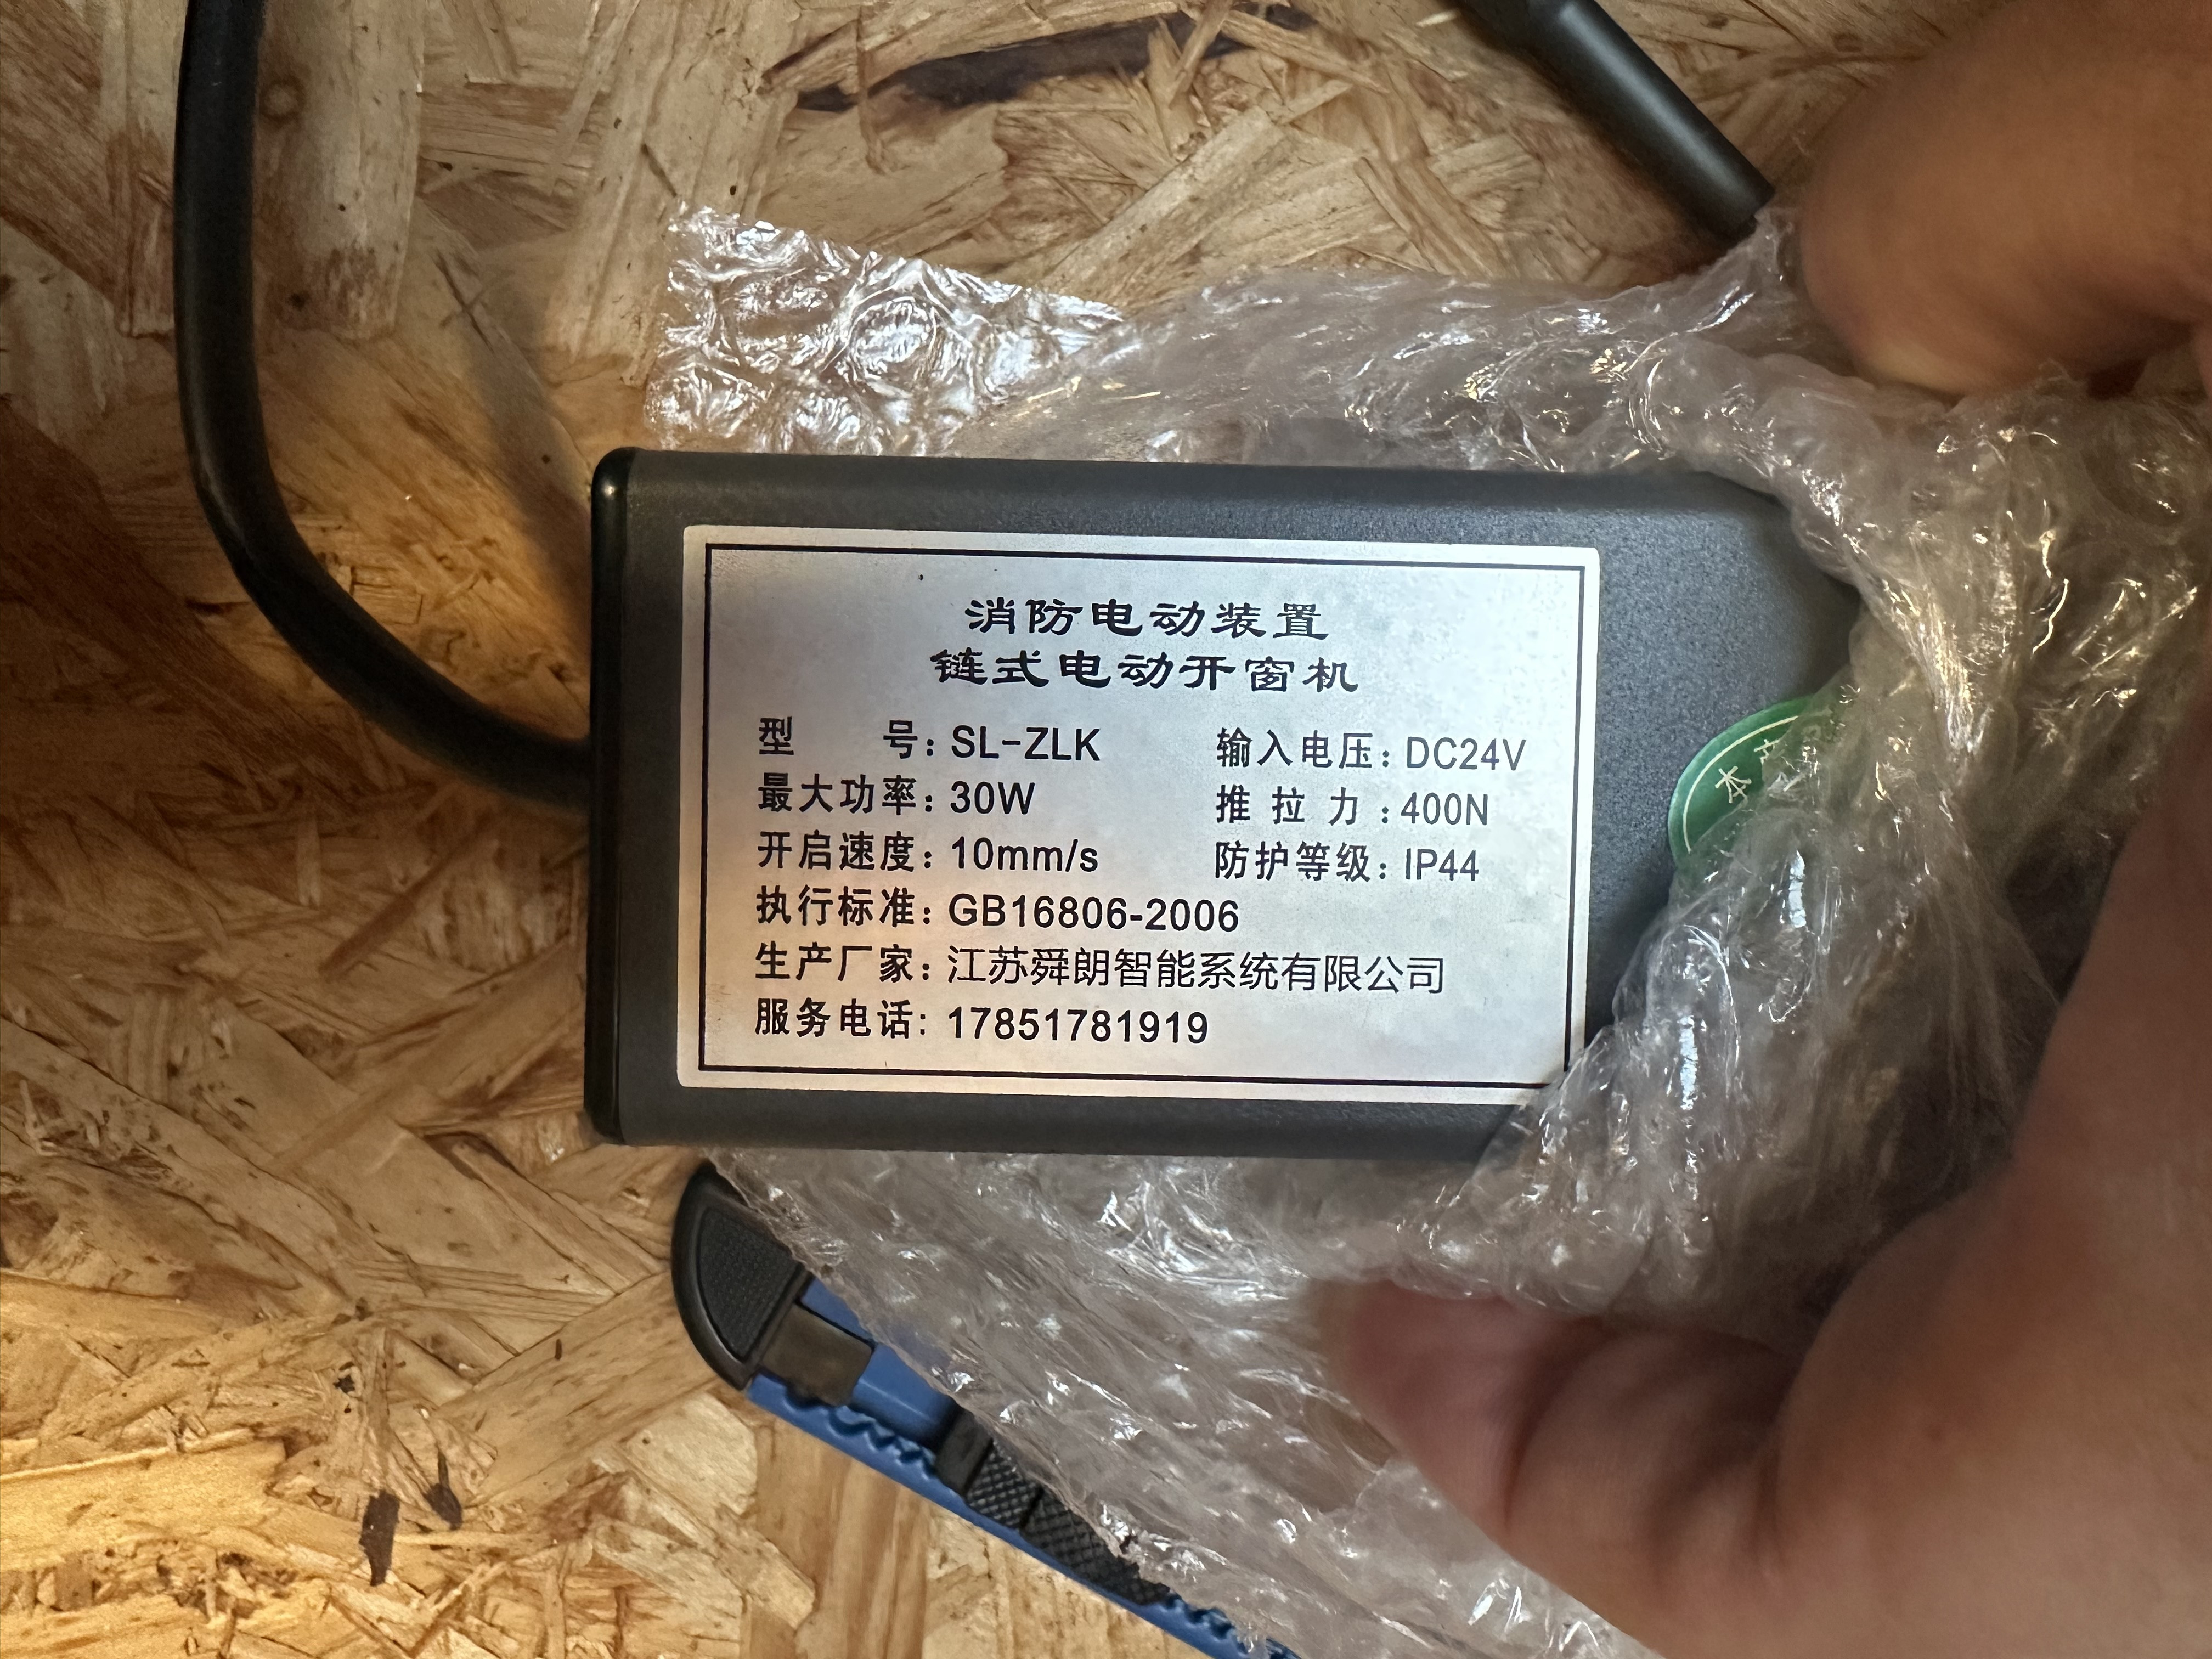 消防电动装置
链式电动开窗机
型 号：SL-ZLK 输入电压：DC24V
最大功率：30W 推 拉 力 ：400N
开启速度：10mm/s 防护等级：IP44
执行标准：GB16806-2006
生产厂家：江苏舜朗智能系统有限公司
服务电话：17851781919
本产